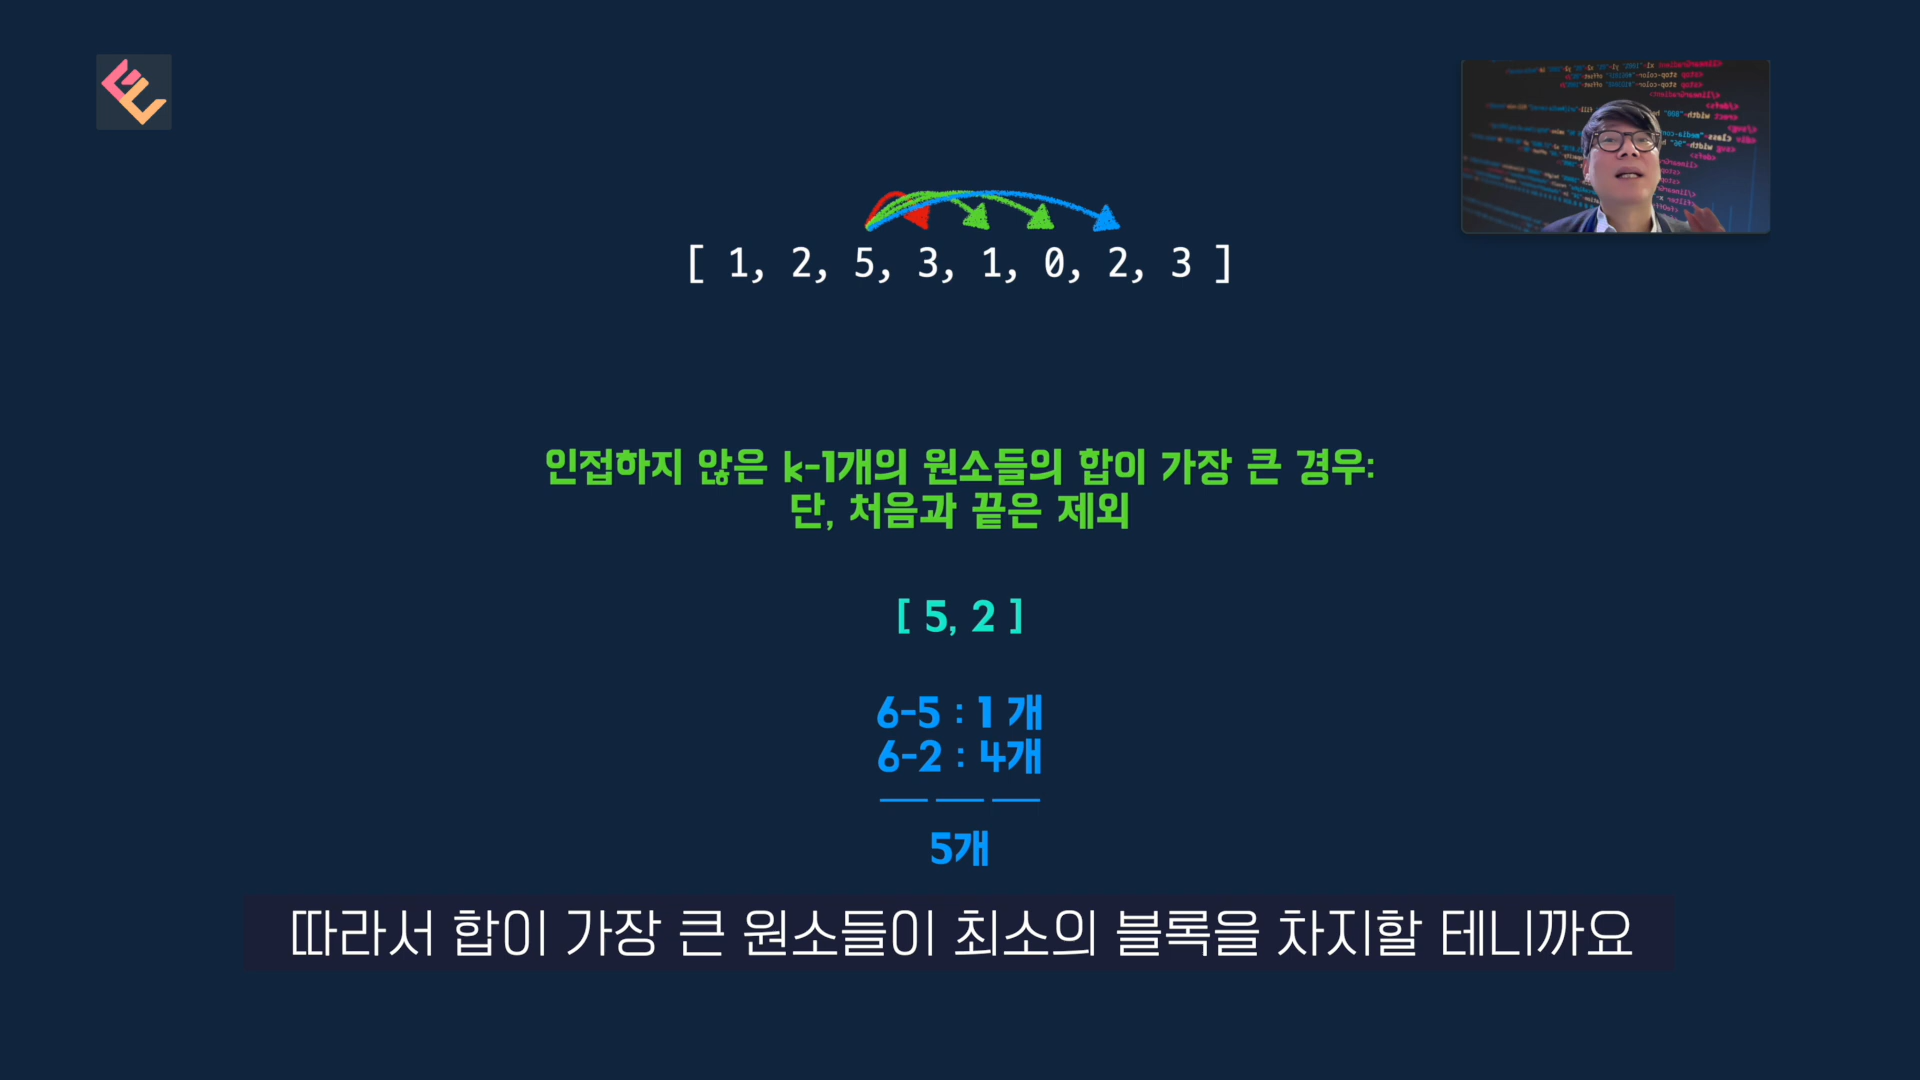 [ 1, 2, 5, 3, 1, 0, 2, 3 ]
인접하지 않은 k-1개의 원소들의 합이 가장 큰 경우:
단, 처음과 끝은 제외
[ 5, 2 ]
6-5 : 1 개
6-2 : 4개
5개
따라서 합이 가장 큰 원소들이 최소의 블록을 차지할 테니까요